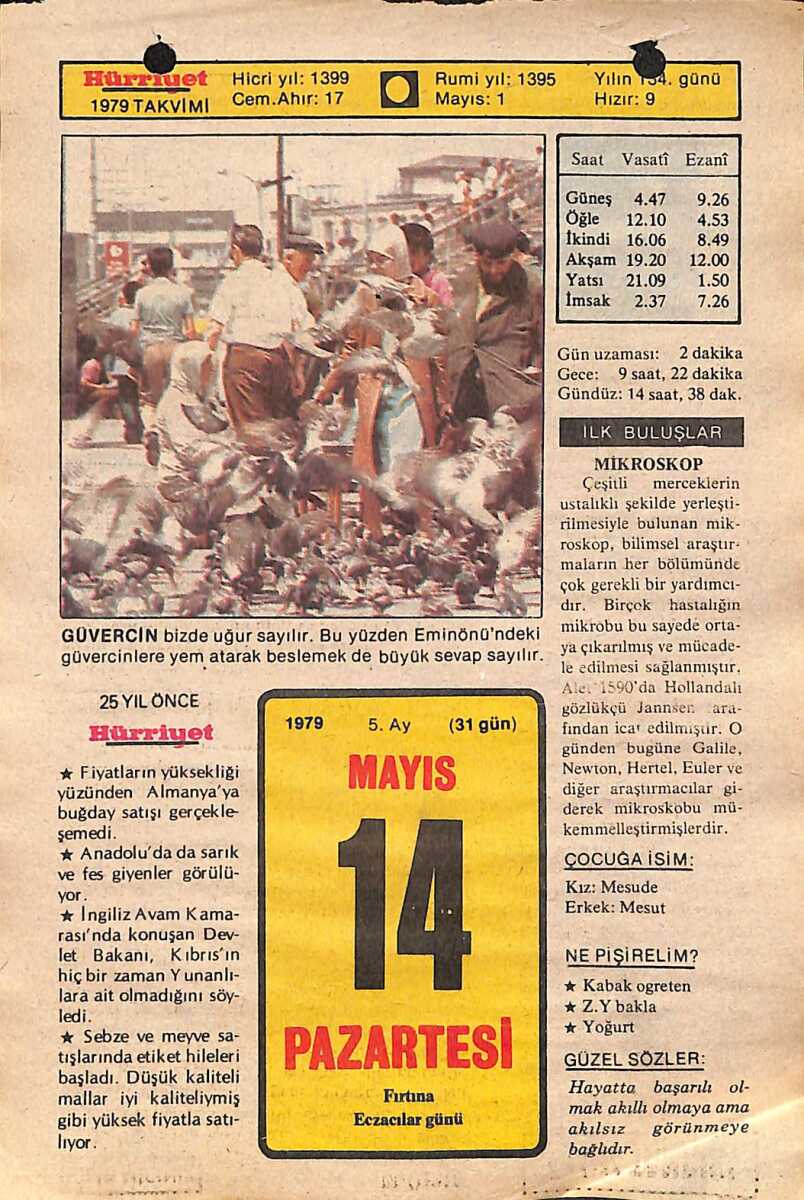 Hürriyet
1979 TAKVİMİ
Hicri yıl: 1399
Cem.Ahır: 17
Rumi yıl: 1395
Mayıs: 1
Yılın 134. günü
Hızır: 9
Saat Vasatî Ezanî
Güneş 4.47 9.26
Öğle 12.10 4.53
İkindi 16.06 8.49
Akşam 19.20 12.00
Yatsı 21.09 1.50
İmsak 2.37 7.26
Gün uzaması: 2 dakika
Gece: 9 saat, 22 dakika
Gündüz: 14 saat, 38 dak.
İLK BULUŞLAR
MİKROSKOP
Çeşitli merceklerin
ustalıklı şekilde yerleşti-
rilmesiyle bulunan mik-
roskop, bilimsel araştır-
maların her bölümünde
çok gerekli bir yardımcı-
dır. Birçok hastalığın
mikrobu bu sayede orta-
ya çıkarılmış ve mücade-
le edilmesi sağlanmıştır.
Alet 1590'da Hollandalı
gözlükçü Jannsen ara-
fından icat edilmiştir. O
günden bugüne Galile,
Newton, Hertel, Euler ve
diğer araştırmacılar gi-
derek mikroskobu mü-
kemmelleştirmişlerdir.
GÜVERCİN bizde uğur sayılır. Bu yüzden Eminönü'ndeki
güvercinlere yem atarak beslemek de büyük sevap sayılır.
25 YIL ÖNCE
Hürriyet
★ Fiyatların yüksekliği
yüzünden Almanya'ya
buğday satışı gerçekle-
şemedi.
★ Anadolu'da da sarık
ve fes giyenler görülü-
yor.
★ İngiliz Avam Kama-
rası'nda konuşan Dev-
let Bakanı, Kıbrıs'ın
hiç bir zaman Yunanlı-
lara ait olmadığını söy-
ledi.
★ Sebze ve meyve sa-
tışlarında etiket hileleri
başladı. Düşük kaliteli
mallar iyi kaliteliymiş
gibi yüksek fiyatla satı-
lıyor.
1979 5. Ay (31 gün)
MAYIS
14
PAZARTESİ
Fırtına
Eczacılar günü
ÇOCUĞA İSİM:
Kız: Mesude
Erkek: Mesut
NE PİŞİRELİM?
★ Kabak ogreten
★ Z.Y bakla
★ Yoğurt
GÜZEL SÖZLER:
Hayatta başarılı ol-
mak akıllı olmaya ama
akılsız görünmeye
bağlıdır.